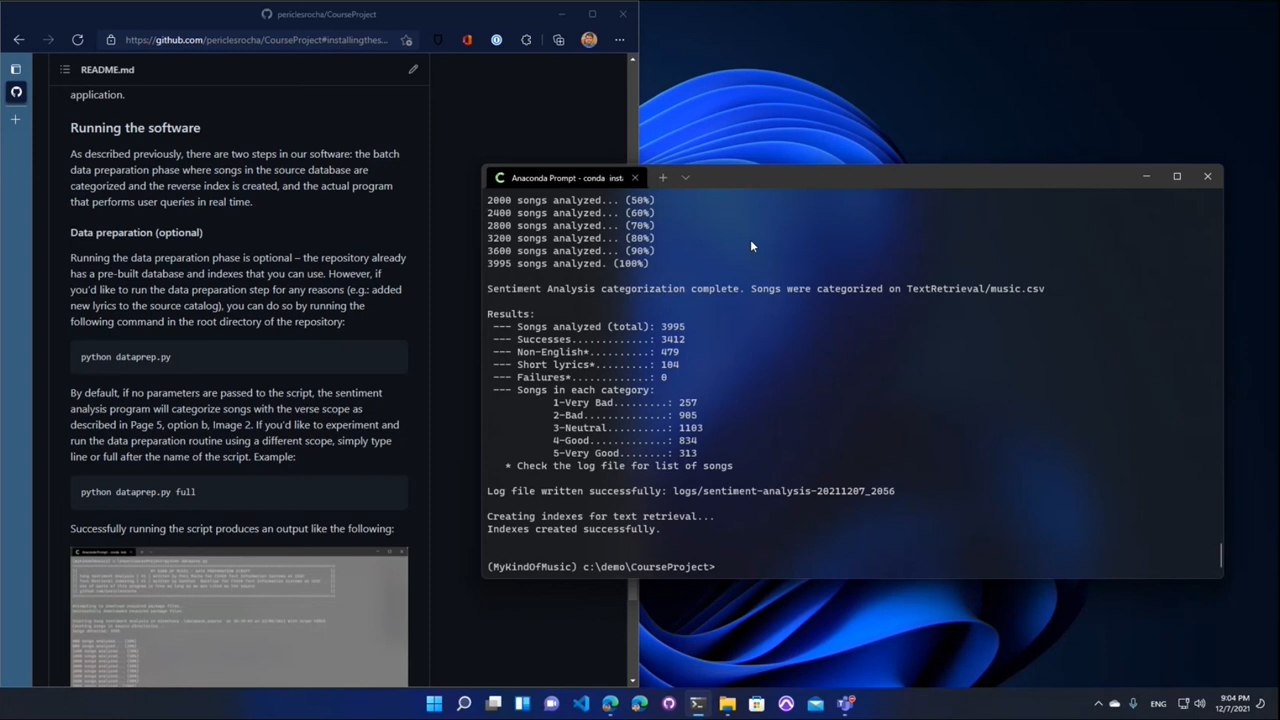 periclesrocha/CourseProject
https://github.com/periclesrocha/CourseProject#installingthes...
README.md
application.
Running the software
As described previously, there are two steps in our software: the batch
data preparation phase where songs in the source database are
categorized and the reverse index is created, and the actual program
that performs user queries in real time.
Data preparation (optional)
Running the data preparation phase is optional – the repository already
has a pre-built database and indexes that you can use. However, if
you'd like to run the data preparation step for any reasons (e.g.: added
new lyrics to the source catalog), you can do so by running the
following command in the root directory of the repository:
python dataprep.py
By default, if no parameters are passed to the script, the sentiment
analysis program will categorize songs with the verse scope as
described in Page 5, option b, Image 2. If you'd like to experiment and
run the data preparation routine using a different scope, simply type
line or full after the name of the script. Example:
python dataprep.py full
Successfully running the script produces an output like the following:
Anaconda Prompt - conda inst
2000 songs analyzed... (50%)
2400 songs analyzed... (60%)
2800 songs analyzed... (70%)
3200 songs analyzed... (80%)
3600 songs analyzed... (90%)
3995 songs analyzed. (100%)
Sentiment Analysis categorization complete. Songs were categorized on TextRetrieval/music.csv
Results:
--- Songs analyzed (total): 3995
--- Successes.............: 3412
--- Non-English*..........: 479
--- Short lyrics*.........: 104
--- Failures*.............: 0
--- Songs in each category:
1-Very Bad.........: 257
2-Bad..............: 905
3-Neutral..........: 1103
4-Good.............: 834
5-Very Good........: 313
* Check the log file for list of songs
Log file written successfully: logs/sentiment-analysis-20211207_2056
Creating indexes for text retrieval...
Indexes created successfully.
(MyKindOfMusic) c:\demo\CourseProject>
ENG
9:04 PM
12/7/2021